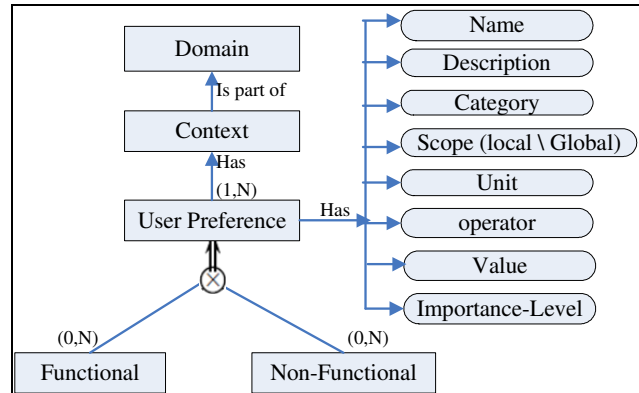 Domain
Is part of
Context
Has
(1,N)
User Preference
Has
Name
Description
Category
Scope (local \ Global)
Unit
operator
Value
Importance-Level
(0,N)
(0,N)
Functional
Non-Functional